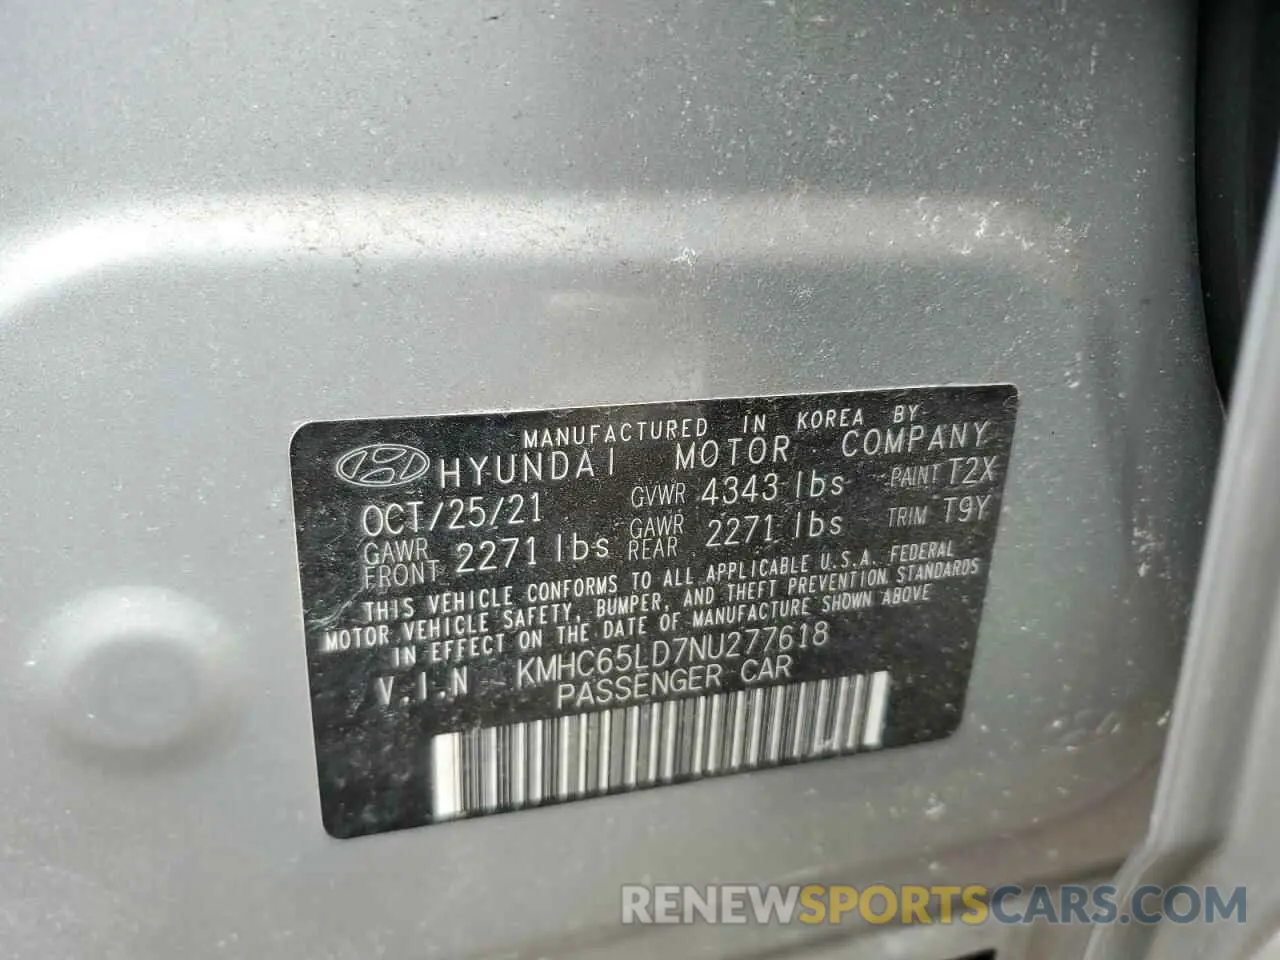 MANUFACTURED IN KOREA BY
HYUNDAI MOTOR COMPANY
OCT/25/21 GVWR 4343 lbs PAINT T2X
GAWR FRONT 2271 lbs GAWR REAR 2271 lbs TRIM T9Y
THIS VEHICLE CONFORMS TO ALL APPLICABLE U.S.A. FEDERAL
MOTOR VEHICLE SAFETY, BUMPER, AND THEFT PREVENTION STANDARDS
IN EFFECT ON THE DATE OF MANUFACTURE SHOWN ABOVE
V.I.N KMHC65LD7NU277618
PASSENGER CAR
RENEWSPORTSCARS.COM